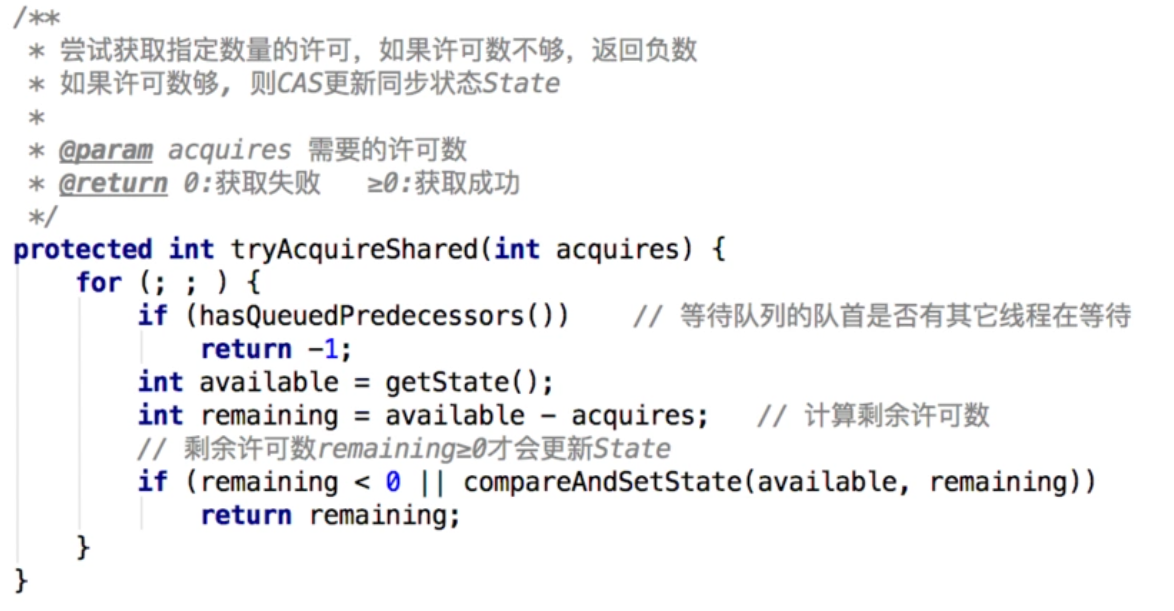 /**
 * 尝试获取指定数量的许可，如果许可数不够，返回负数
 * 如果许可数够, 则CAS更新同步状态State
 *
 * @param acquires 需要的许可数
 * @return 0:获取失败   ≥0:获取成功
 */
protected int tryAcquireShared(int acquires) {
    for (; ; ) {
        if (hasQueuedPredecessors())    // 等待队列的队首是否有其它线程在等待
            return -1;
        int available = getState();
        int remaining = available - acquires;   // 计算剩余许可数
        // 剩余许可数remaining≥0才会更新State
        if (remaining < 0 || compareAndSetState(available, remaining))
            return remaining;
    }
}